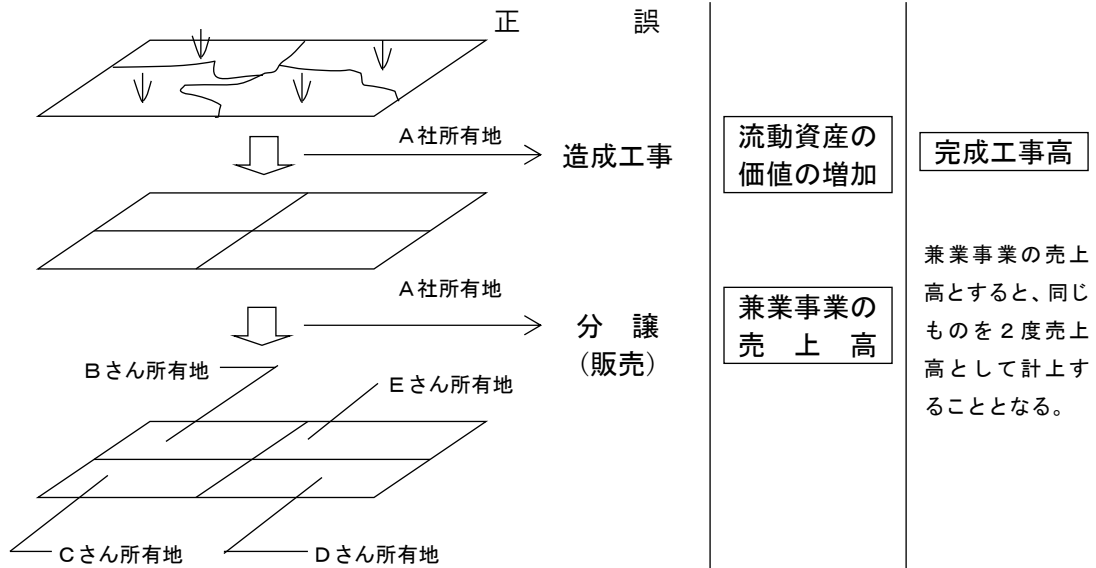 正 誤
A社所有地
造成工事
流動資産の
価値の増加
完成工事高
A社所有地
分 譲
(販売)
兼業事業の
売 上 高
兼業事業の売上
高とすると、同じ
ものを2度売上
高として計上す
ることとなる。
Bさん所有地
Eさん所有地
Cさん所有地
Dさん所有地